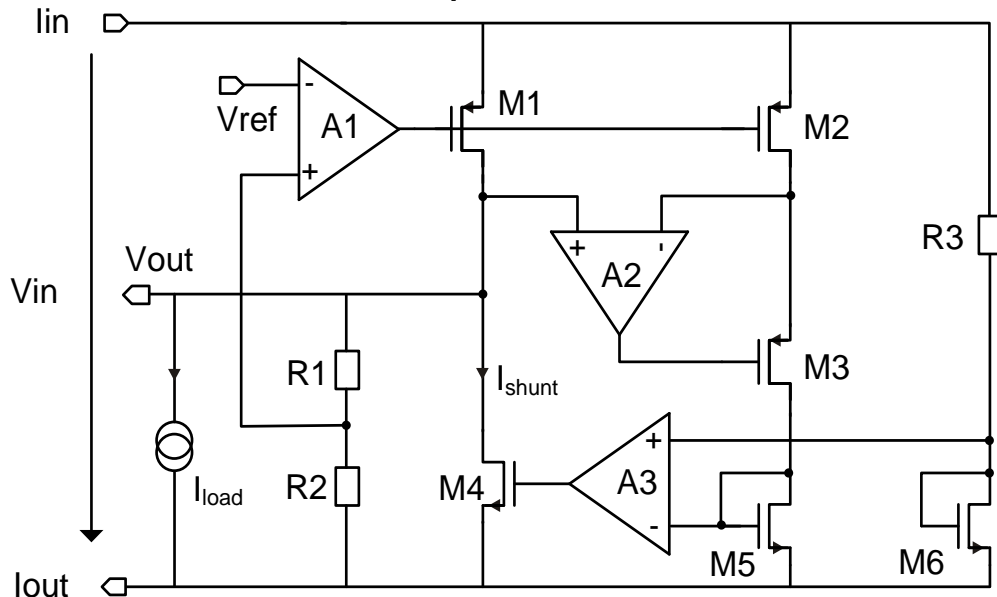 Iin
Vref
-
+
A1
M1
M2
R3
Vout
Vin
+
-
A2
M3
R1
Ishunt
R2
Iload
M4
A3
+
-
M5
M6
Iout